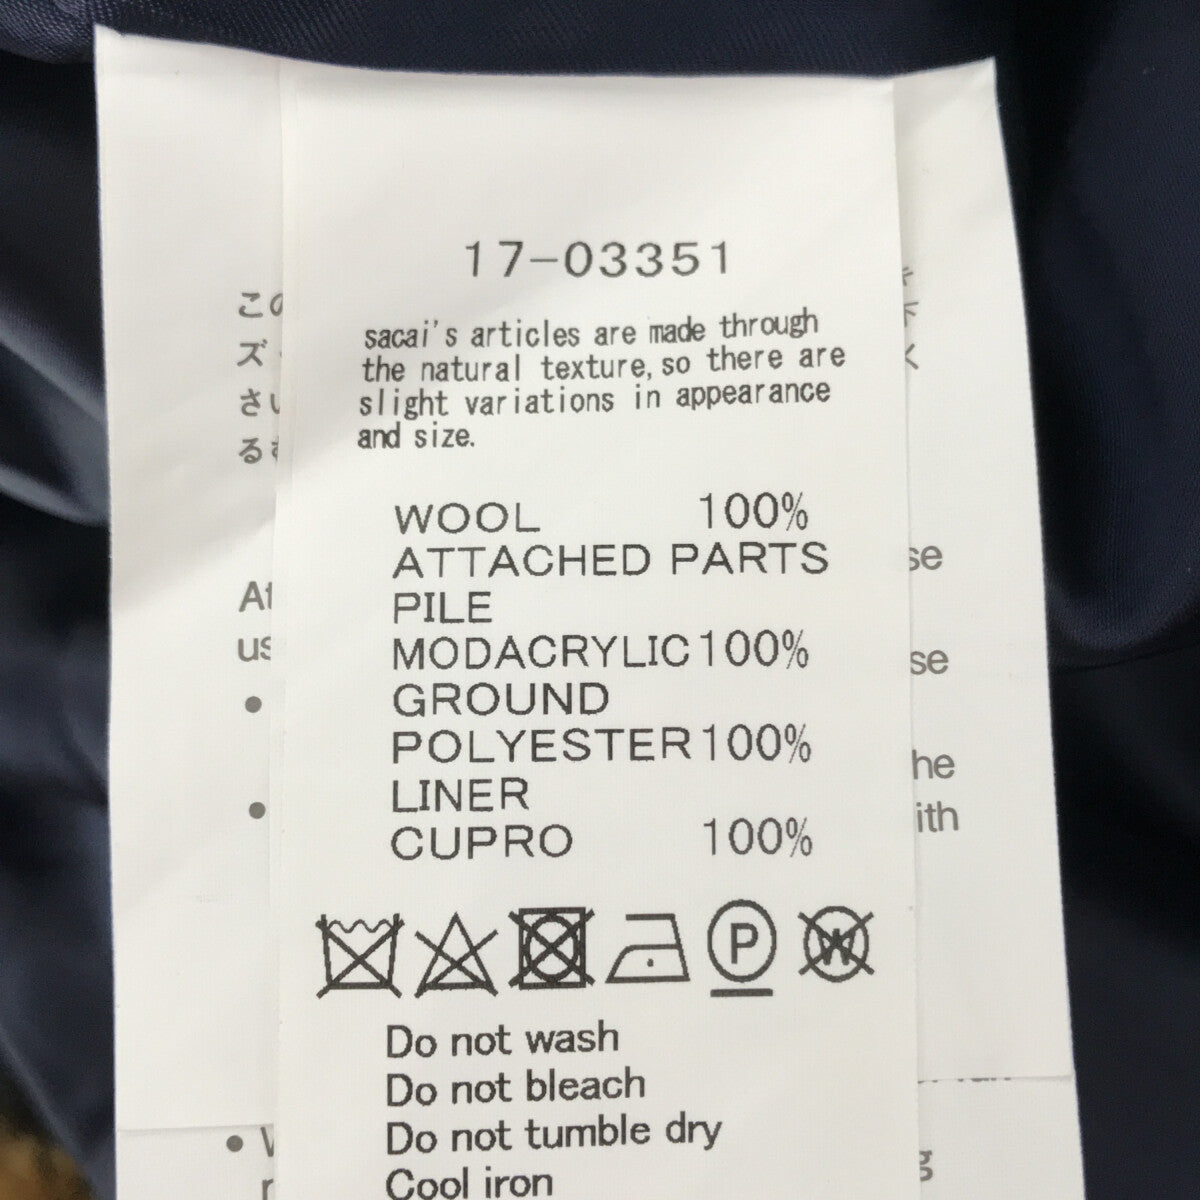 17-03351
sacai's articles are made through
the natural texture, so there are
slight variations in appearance
and size.
WOOL 100%
ATTACHED PARTS
PILE
MODACRYLIC 100%
GROUND
POLYESTER 100%
LINER
CUPRO 100%
P W
Do not wash
Do not bleach
Do not tumble dry
Cool iron